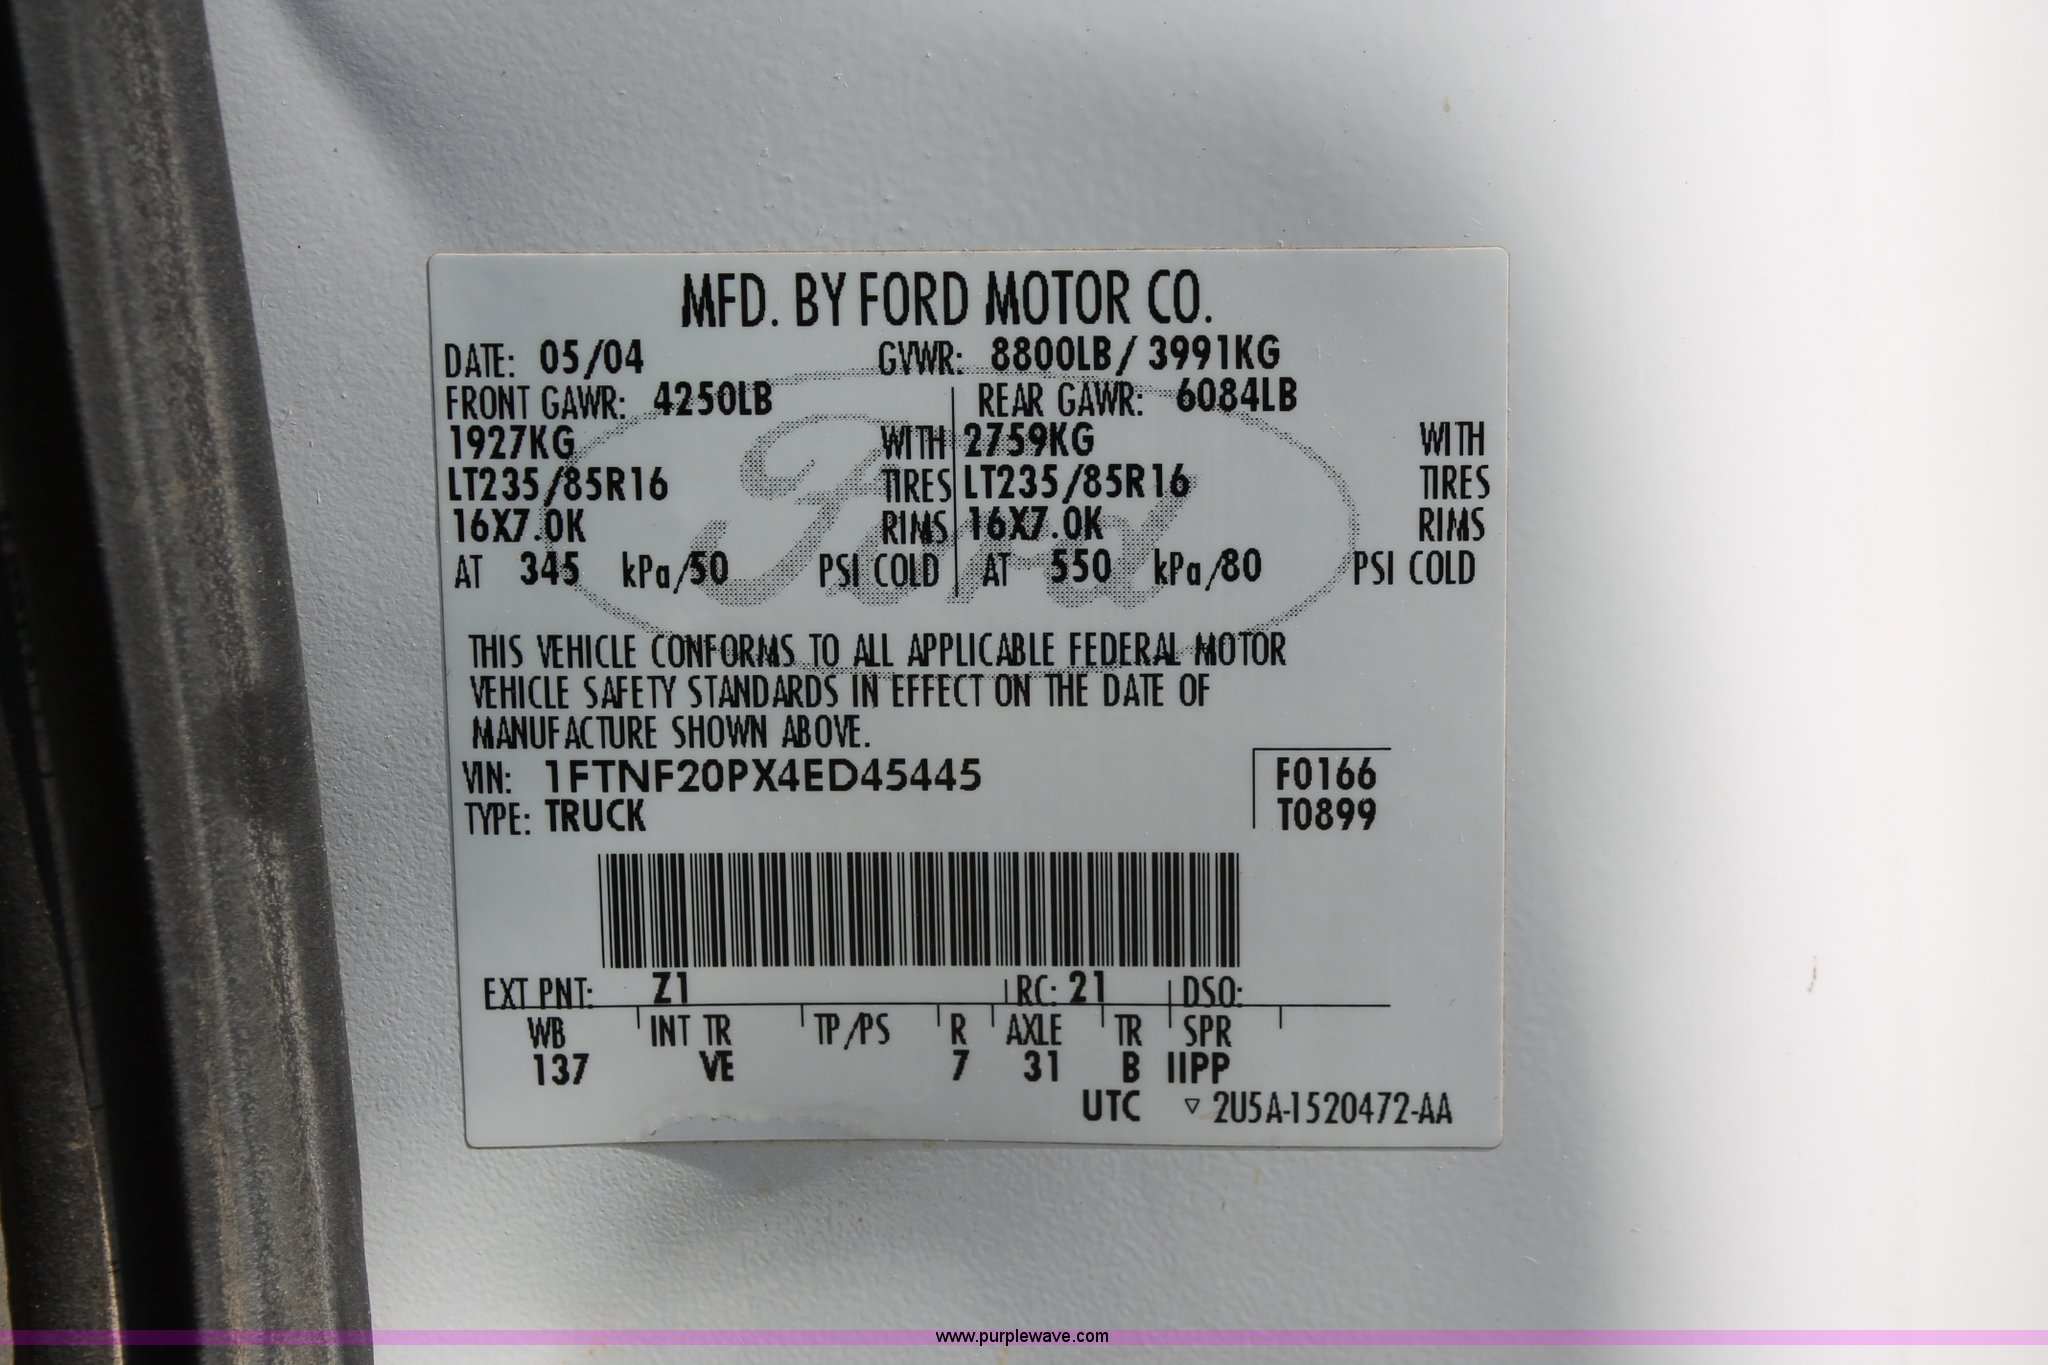 MFD. BY FORD MOTOR CO.
DATE: 05/04 GVWR: 8800LB/ 3991KG
FRONT GAWR: 4250LB REAR GAWR: 6084LB
1927KG WITH 2759KG WITH
LT235/85R16 TIRES LT235/85R16 TIRES
16X7.0K RIMS 16X7.0K RIMS
AT 345 kPa/50 PSI COLD AT 550 kPa/80 PSI COLD
Ford
THIS VEHICLE CONFORMS TO ALL APPLICABLE FEDERAL MOTOR
VEHICLE SAFETY STANDARDS IN EFFECT ON THE DATE OF
MANUFACTURE SHOWN ABOVE.
VIN: 1FTNF20PX4ED45445 F0166
TYPE: TRUCK T0899
EXT PNT: Z1 RC: 21 DSO:
WB INT TR TP/PS R AXLE TR SPR
137 VE 7 31 B IIPP
UTC ▽ 2U5A-1520472-AA
www.purplewave.com